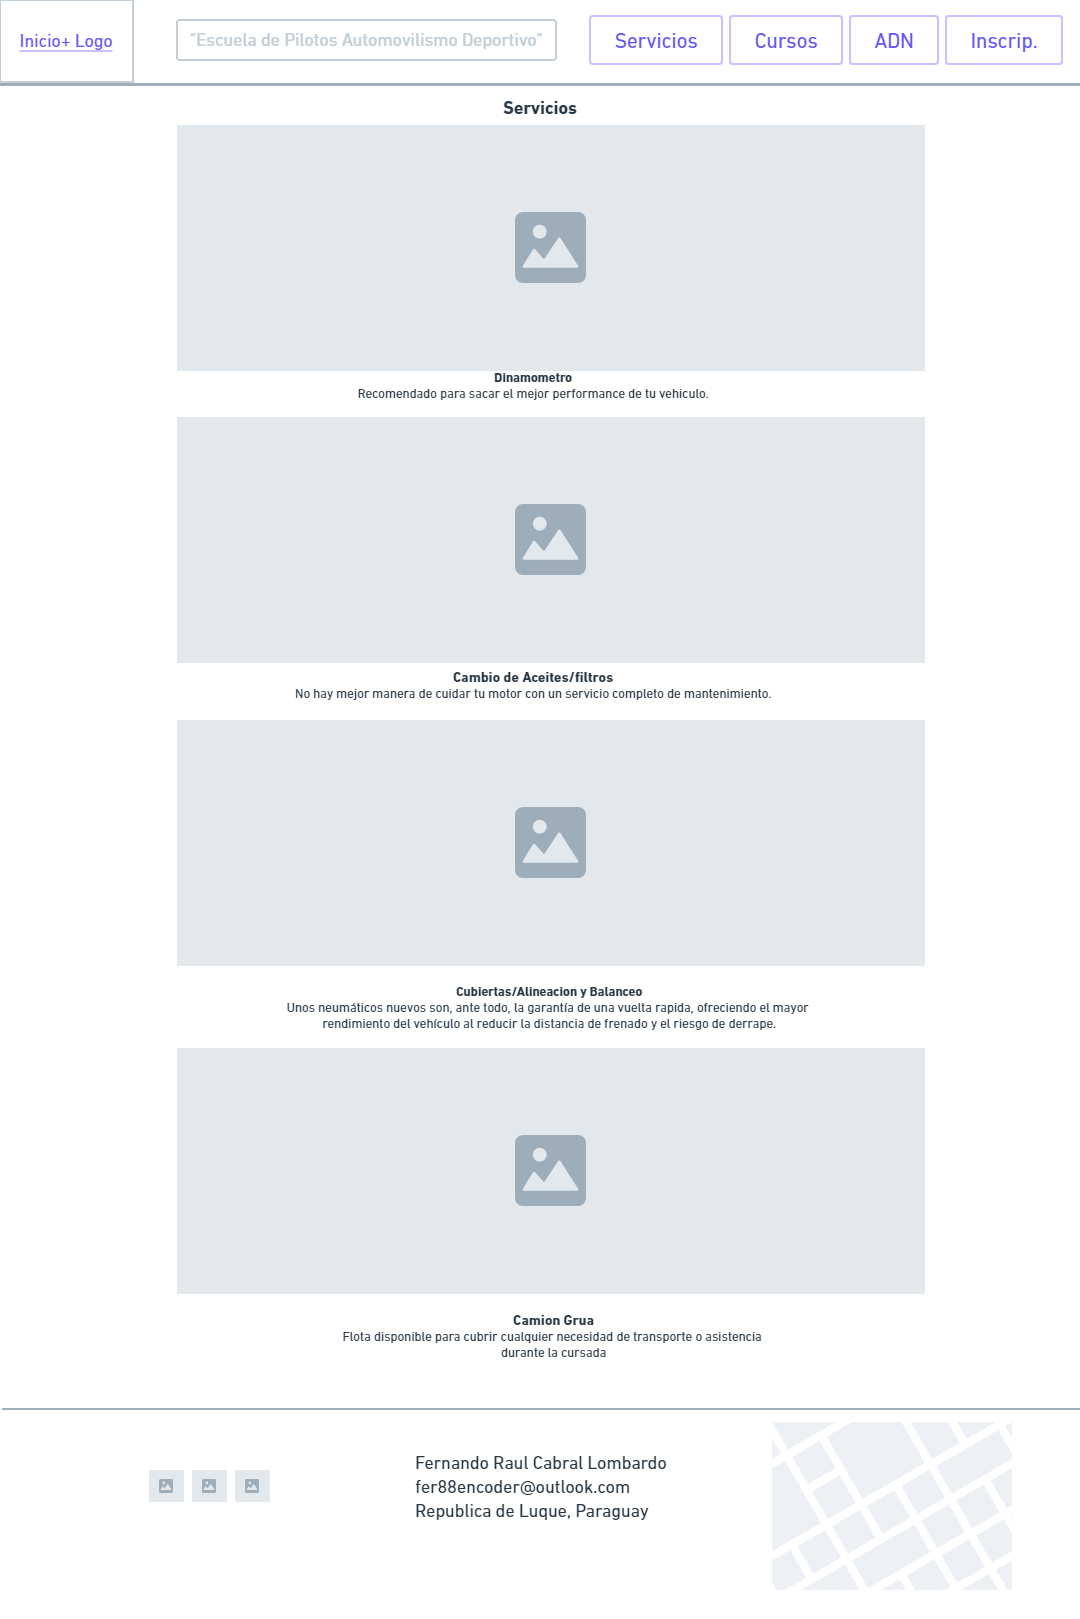 Inicio+ Logo
"Escuela de Pilotos Automovilismo Deportivo"
Servicios
Cursos
ADN
Inscrip.
Servicios
Dinamometro
Recomendado para sacar el mejor performance de tu vehiculo.
Cambio de Aceites/filtros
No hay mejor manera de cuidar tu motor con un servicio completo de mantenimiento.
Cubiertas/Alineacion y Balanceo
Unos neumáticos nuevos son, ante todo, la garantía de una vuelta rapida, ofreciendo el mayor
rendimiento del vehículo al reducir la distancia de frenado y el riesgo de derrape.
Camion Grua
Flota disponible para cubrir cualquier necesidad de transporte o asistencia
durante la cursada
Fernando Raul Cabral Lombardo
fer88encoder@outlook.com
Republica de Luque, Paraguay